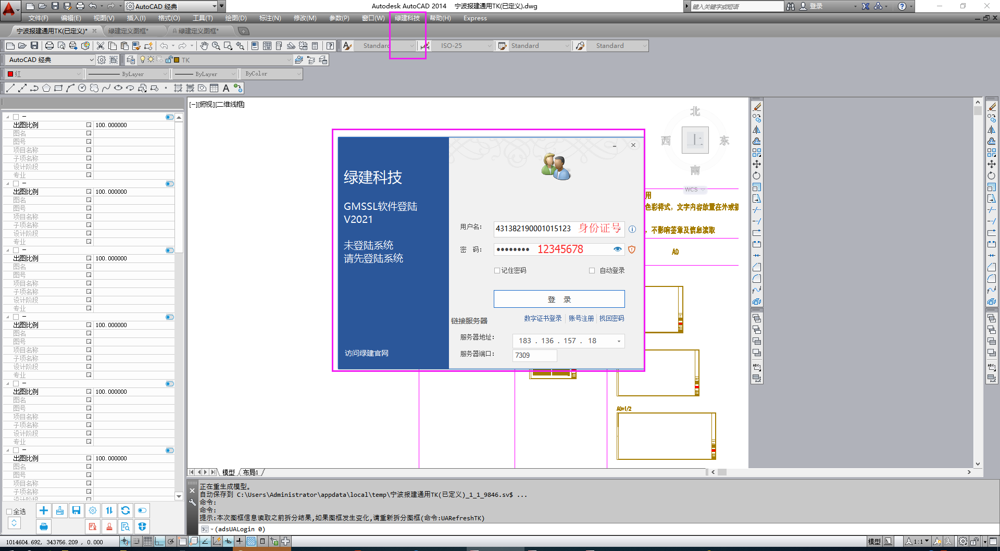 AutoCAD 经典
Autodesk AutoCAD 2014 宁波报建通用TK(已定义).dwg
键入关键字或短语
登录
文件(F) 编辑(E) 视图(V) 插入(I) 格式(O) 工具(T) 绘图(D) 标注(N) 修改(M) 参数(P) 窗口(W) 绿建科技 帮助(H) Express
宁波报建通用TK(已定义)* 绿建定义图框* 绿建定义图框*
Standard ISO-25 Standard Standard
AutoCAD 经典 TK
红 ByLayer ByLayer ByColor
[−][俯视][二维线框]
出图比例 100.000000
图名
图号
项目名称
子项名称
设计阶段
专业
出图比例 100.000000
图名
图号
项目名称
子项名称
设计阶段
专业
出图比例 100.000000
图名
图号
项目名称
子项名称
设计阶段
专业
出图比例 100.000000
图名
图号
项目名称
子项名称
设计阶段
专业
出图比例 100.000000
图名
图号
项目名称
子项名称
设计阶段
专业
出图比例 100.000000
图名
图号
项目名称
子项名称
设计阶段
全选
绿建科技
GMSSL软件登陆
V2021
未登陆系统
请先登陆系统
访问绿建官网
用户名: 431382190001015123 身份证号
密 码: ●●●●●●●● 12345678
记住密码 自动登录
登 录
数字证书登录 账号注册 找回密码
链接服务器
服务器地址: 183 . 136 . 157 . 18
服务器端口: 7309
北
西 上 东
南
WCS
用
色彩样式，文字内容放置在外或
，不影响签章及信息读取
A0
A0+1/2
ABC
ABC
模型 布局1
正在重生成模型。
自动保存到 C:\Users\Administrator\appdata\local\temp\宁波报建通用TK(已定义)_1_1_9846.sv$ ...
命令:
命令:
提示:本次图框信息读取之前拆分结果,如果图框发生变化,请重新拆分图框(命令:UARefreshTK)
(adsUALogin 0)
1014604.692, 343756.209 , 0.000
模型 1:1